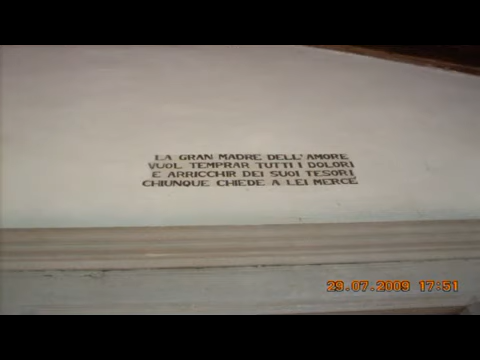 LA GRAN MADRE DELL'AMORE
VUOL TEMPRAR TUTTI I DOLORI
E ARRICCHIR DEI SUOI TESORI
CHIUNQUE CHIEDE A LEI MERCE
29.07.2009 17:51